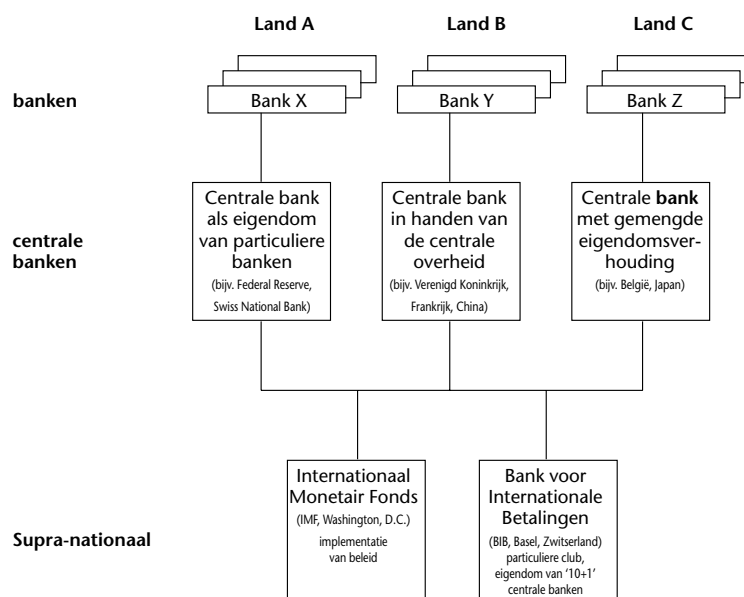 Land A
Land B
Land C
banken
Bank X
Bank Y
Bank Z
centrale
banken
Centrale bank
als eigendom
van particuliere
banken
(bijv. Federal Reserve,
Swiss National Bank)
Centrale bank
in handen van
de centrale
overheid
(bijv. Verenigd Koninkrijk,
Frankrijk, China)
Centrale bank
met gemengde
eigendomsver-
houding
(bijv. België, Japan)
Supra-nationaal
Internationaal
Monetair Fonds
(IMF, Washington, D.C.)
implementatie
van beleid
Bank voor
Internationale
Betalingen
(BIB, Basel, Zwitserland)
particuliere club,
eigendom van ‘10+1’
centrale banken